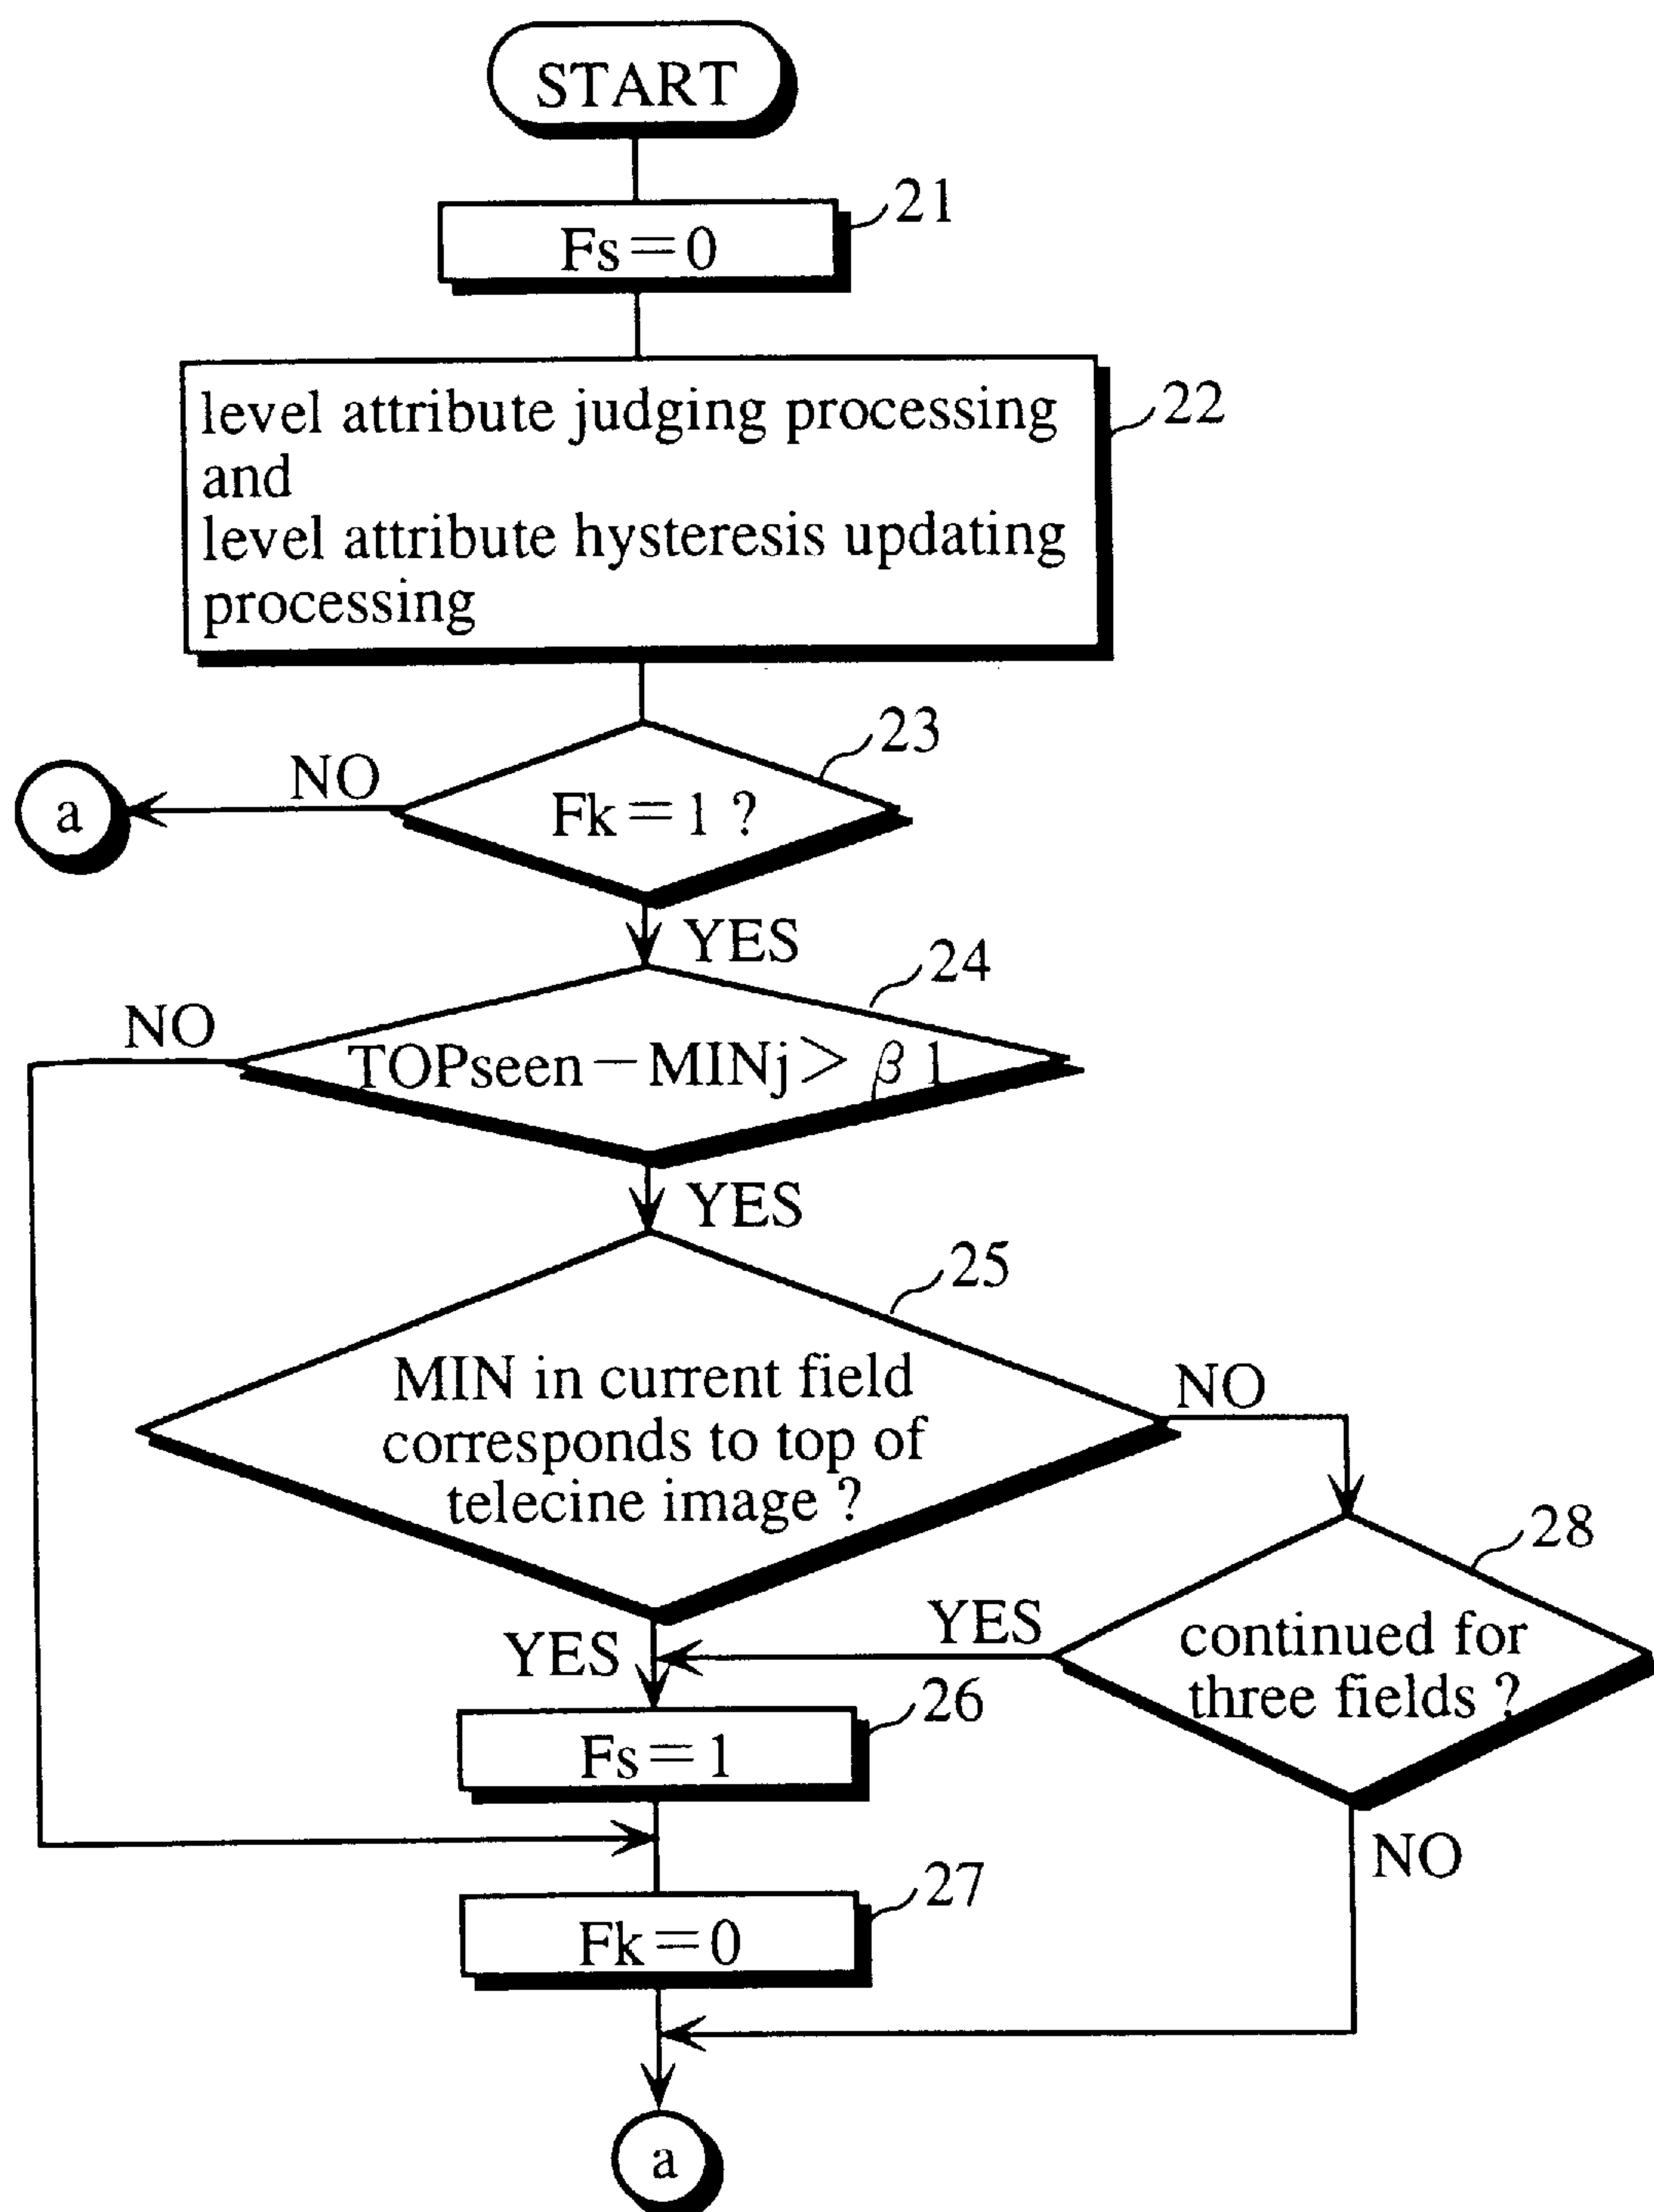 START
21
Fs=0
22
level attribute judging processing
and
level attribute hysteresis updating
processing
23
NO
a
Fk=1 ?
YES
24
NO
TOPseen-MINj> β 1
YES
25
MIN in current field
corresponds to top of
telecine image ?
NO
28
YES
YES
continued for
three fields ?
26
Fs=1
NO
27
Fk=0
a